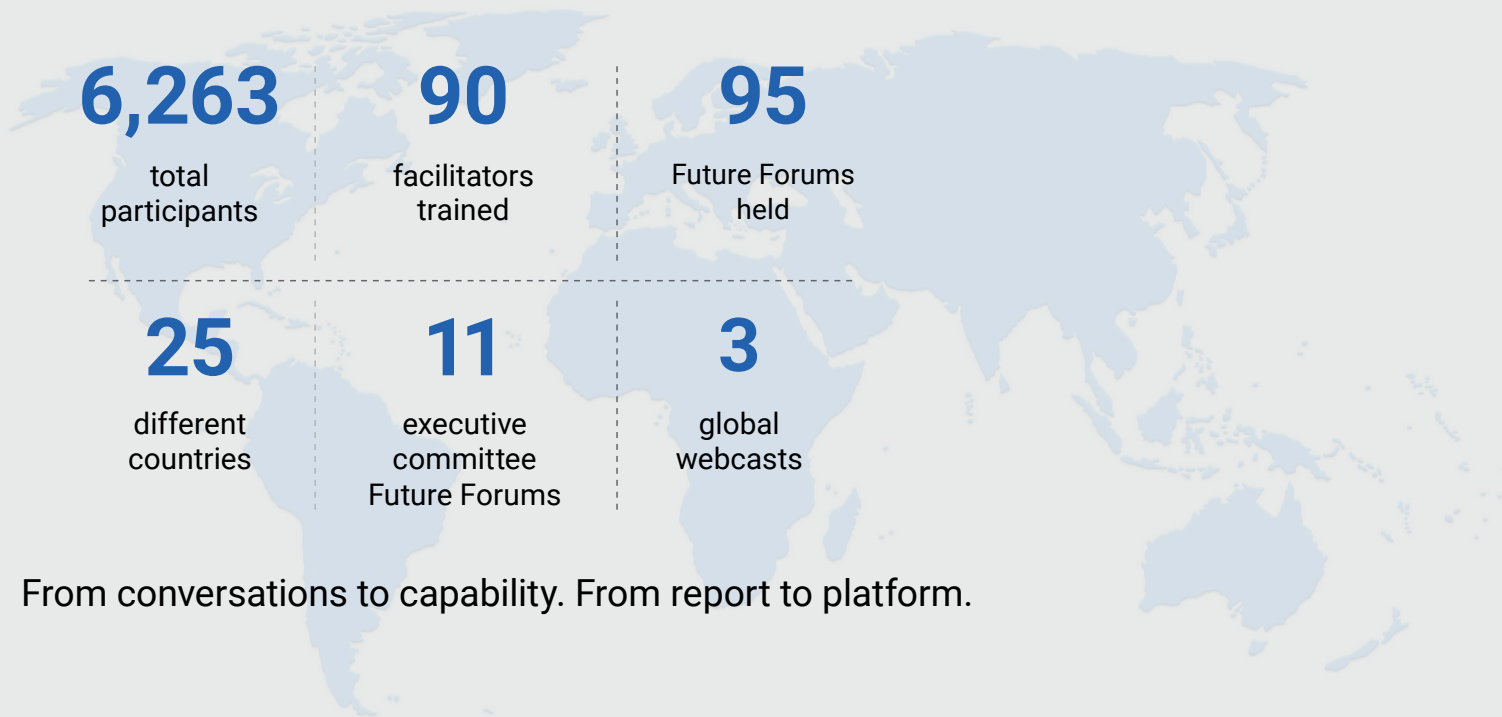 6,263
total
participants
90
facilitators
trained
95
Future Forums
held
25
different
countries
11
executive
committee
Future Forums
3
global
webcasts
From conversations to capability. From report to platform.